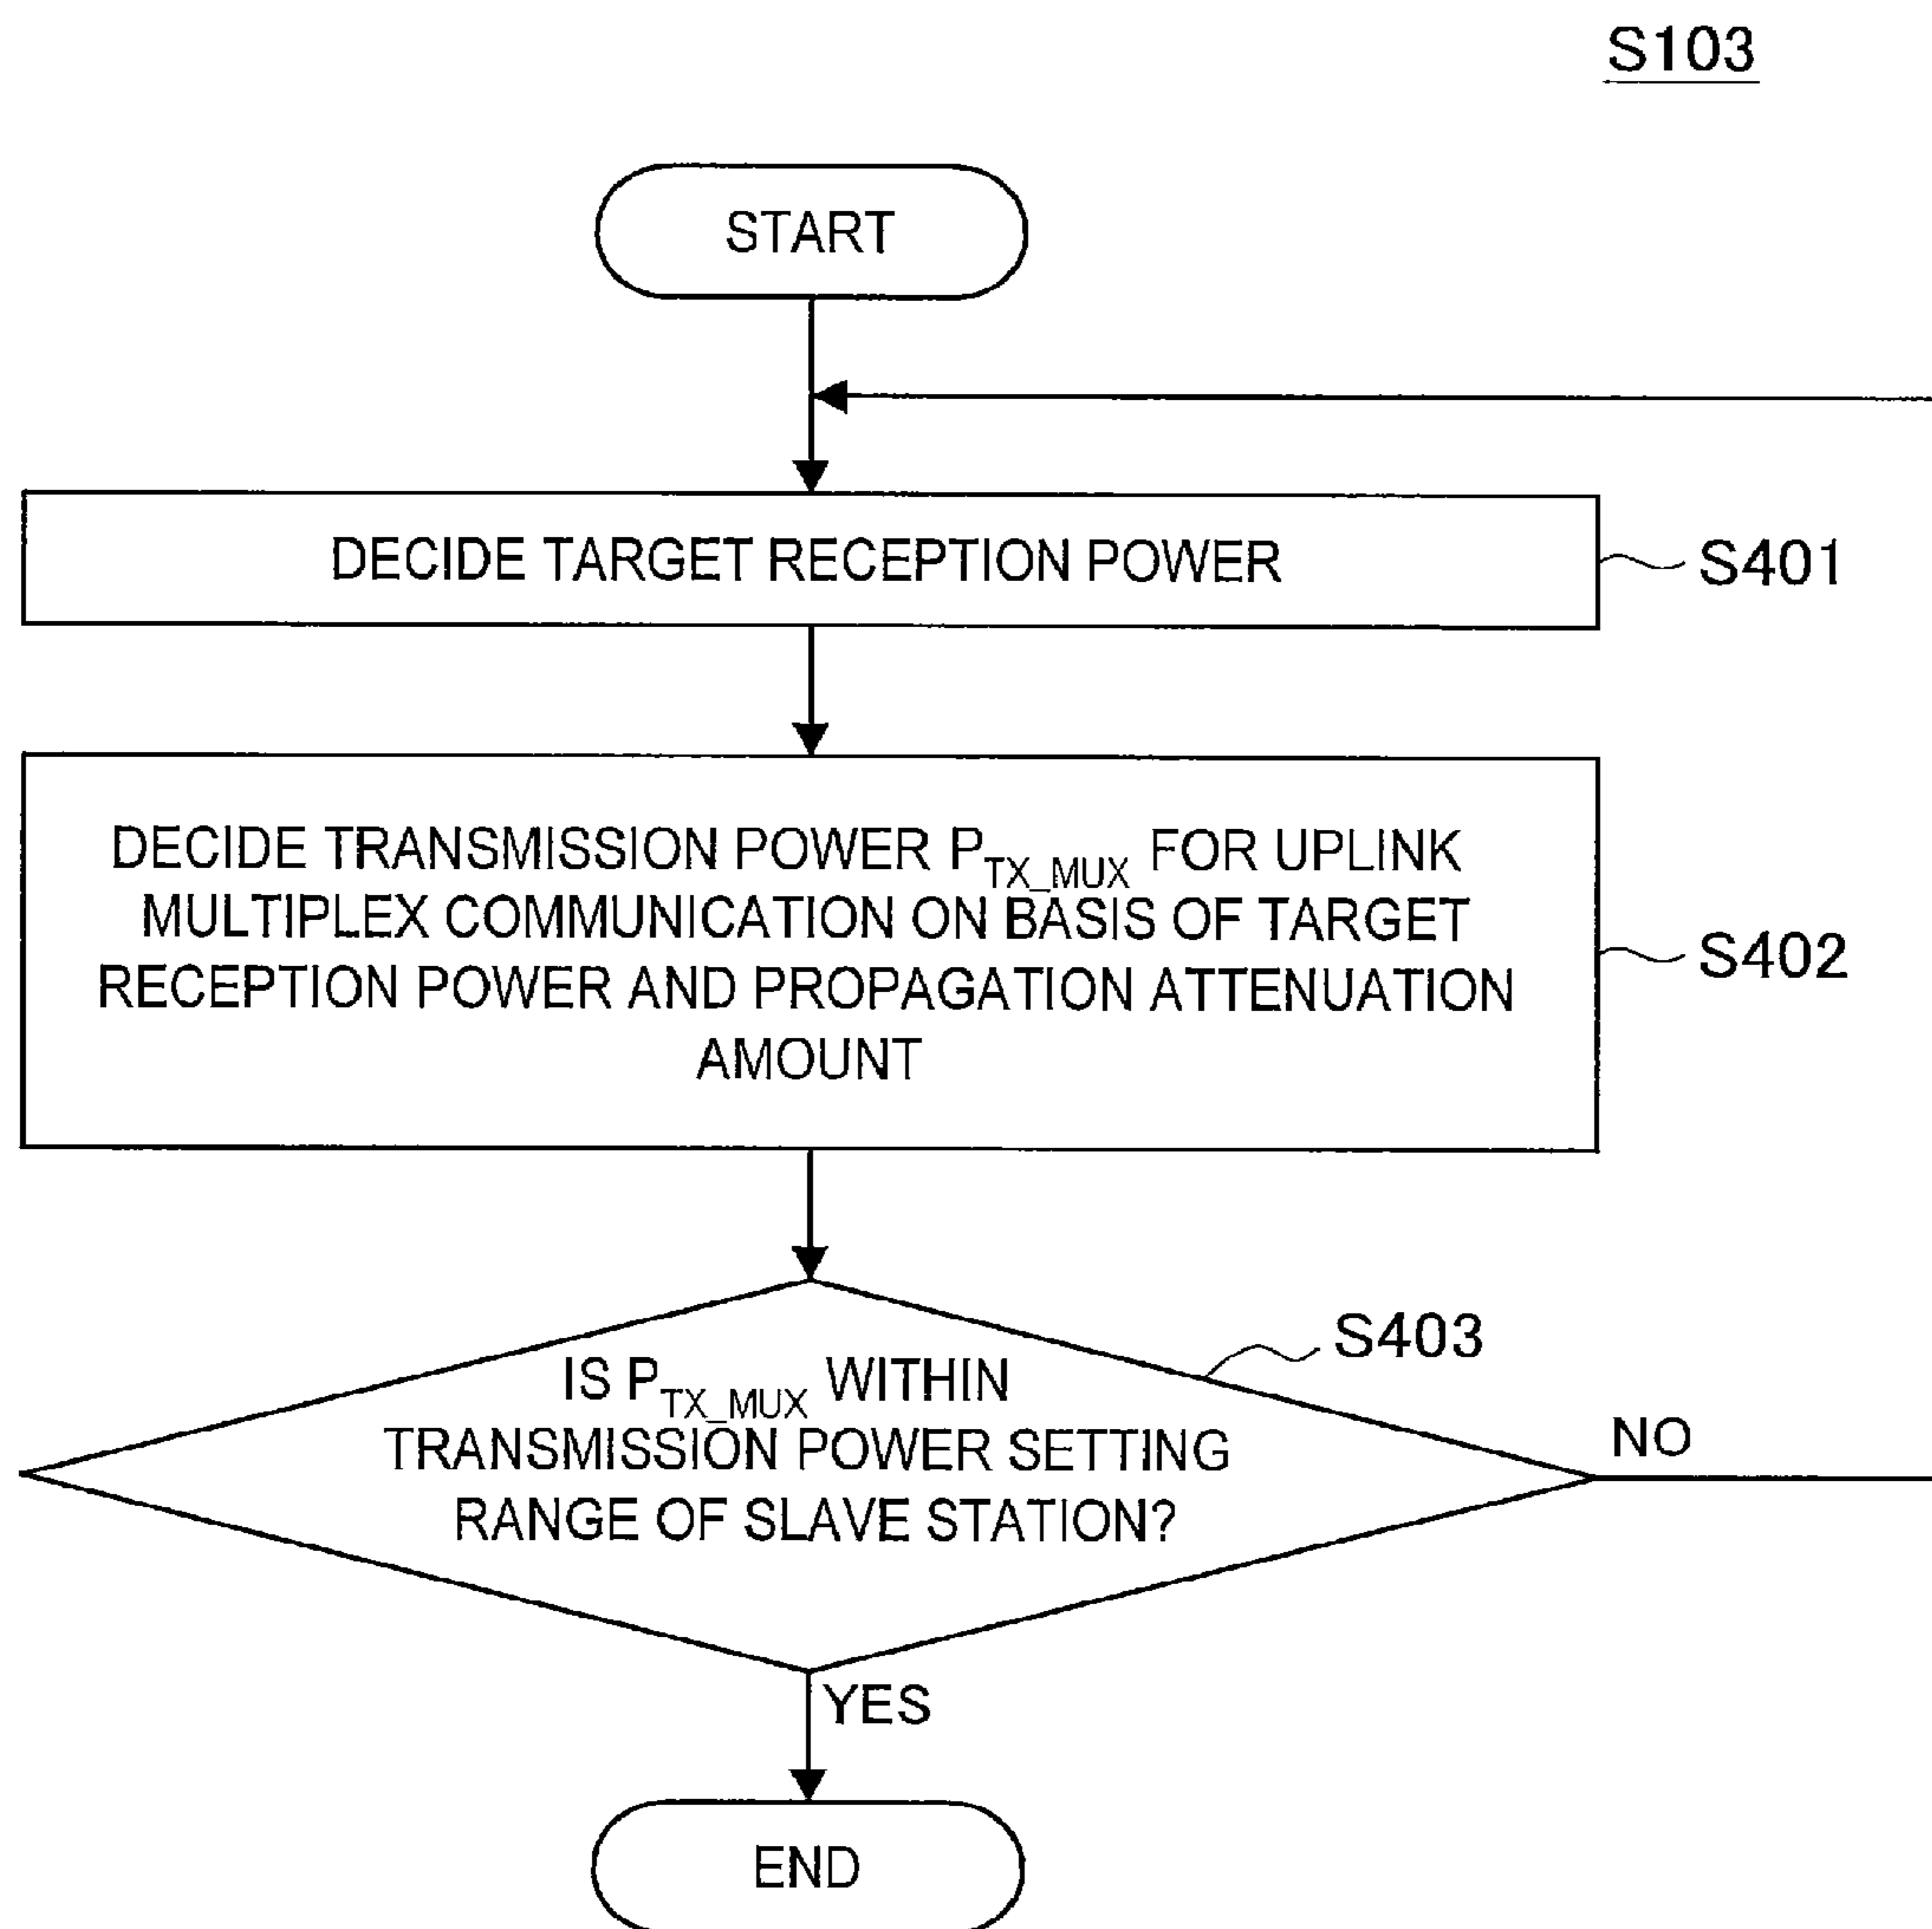 S103
START
DECIDE TARGET RECEPTION POWER
S401
DECIDE TRANSMISSION POWER P_TX_MUX FOR UPLINK
MULTIPLEX COMMUNICATION ON BASIS OF TARGET
RECEPTION POWER AND PROPAGATION ATTENUATION
AMOUNT
S402
S403
IS P_TX_MUX WITHIN
TRANSMISSION POWER SETTING
RANGE OF SLAVE STATION?
NO
YES
END